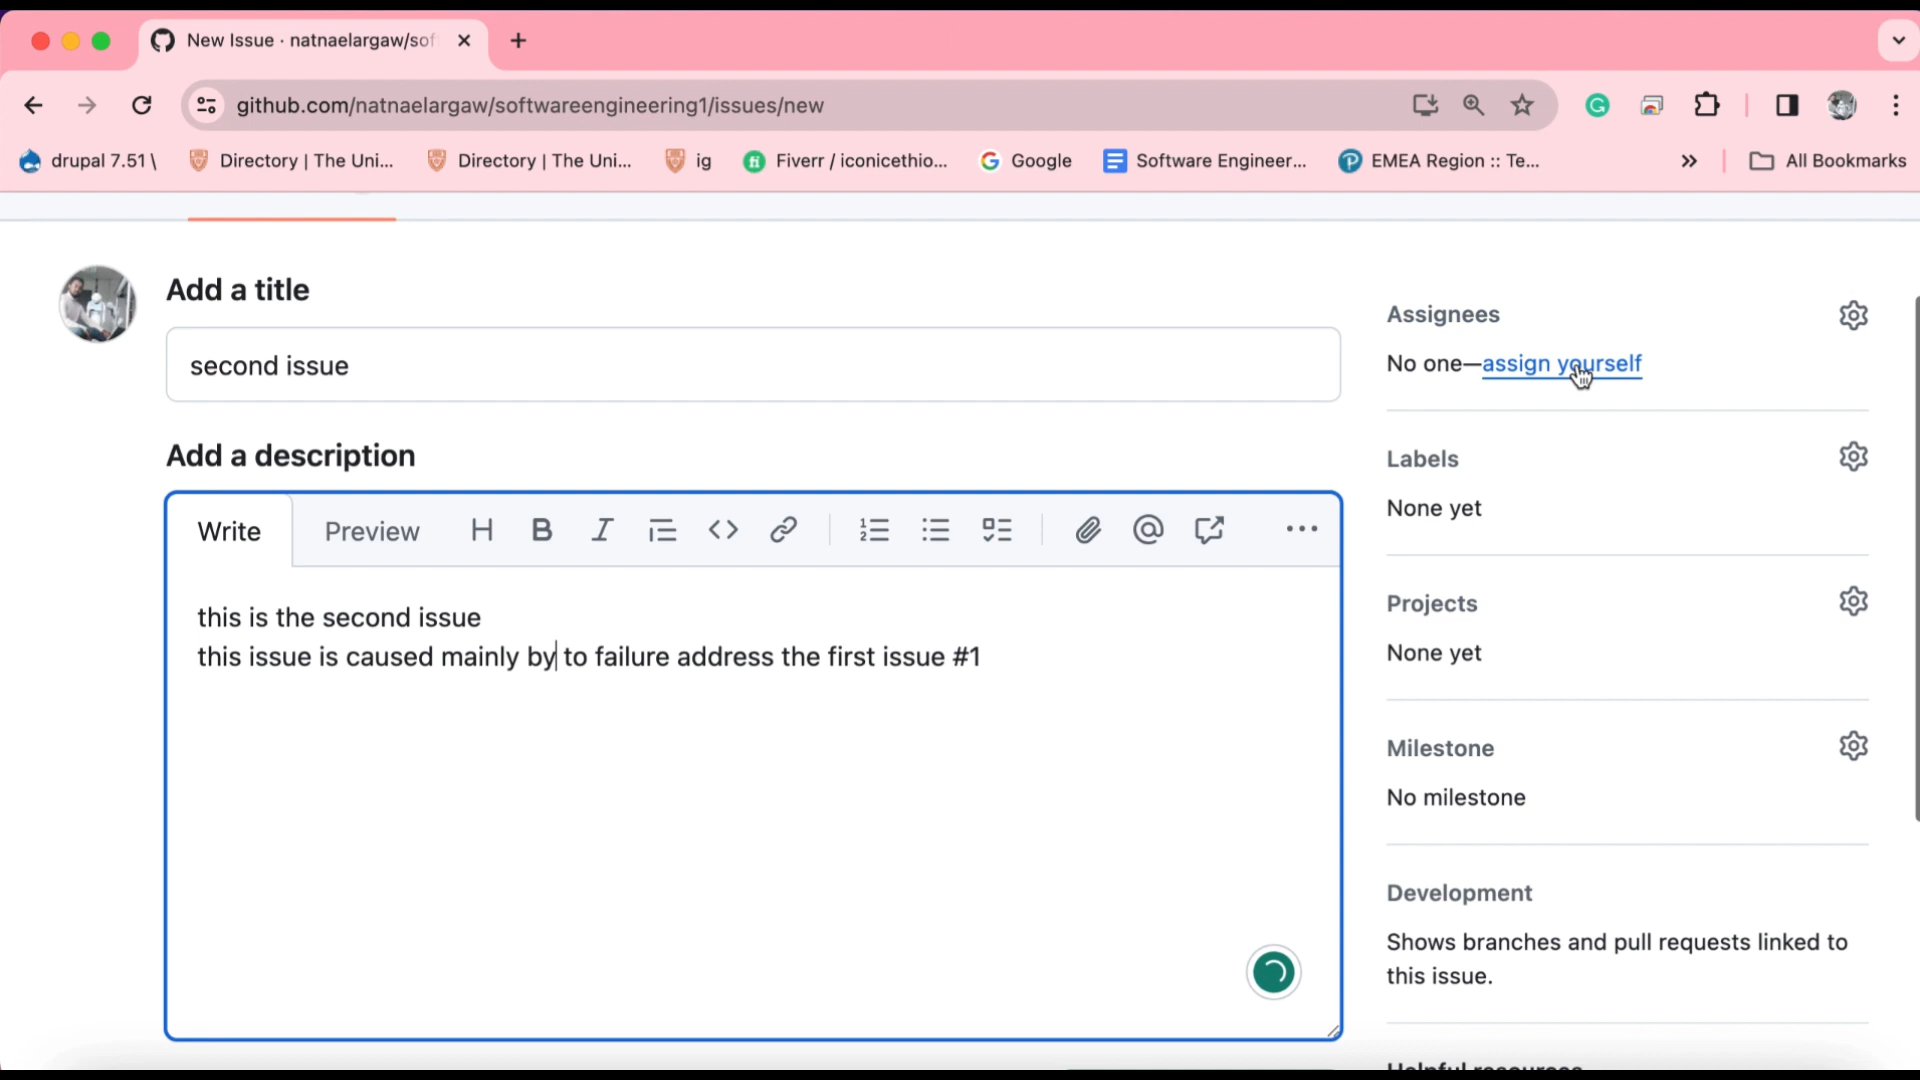 New Issue · natnaelargaw/sof
github.com/natnaelargaw/softwareengineering1/issues/new
drupal 7.51 \ Directory | The Uni... Directory | The Uni... ig Fiverr / iconicethio... Google Software Engineer... EMEA Region :: Te... » All Bookmarks
Add a title
second issue
Assignees
No one—assign yourself
Add a description
Labels
None yet
Write Preview
this is the second issue
this issue is caused mainly by to failure address the first issue #1
Projects
None yet
Milestone
No milestone
Development
Shows branches and pull requests linked to
this issue.
Helpful resources